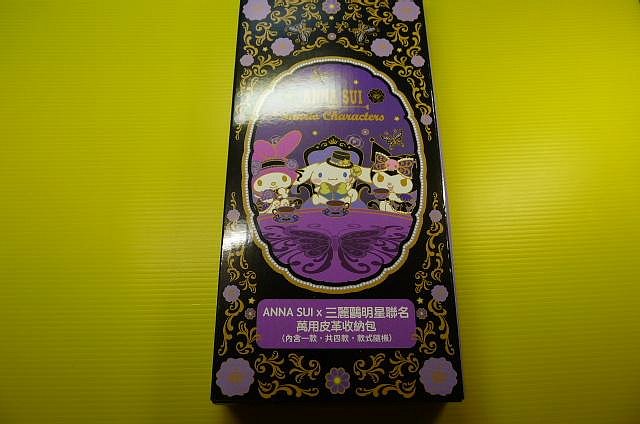 ANNA SUI
Sanrio Characters
ANNA SUI x 三麗鷗明星聯名
萬用皮革收納包
(內含一款，共四款，款式隨機)